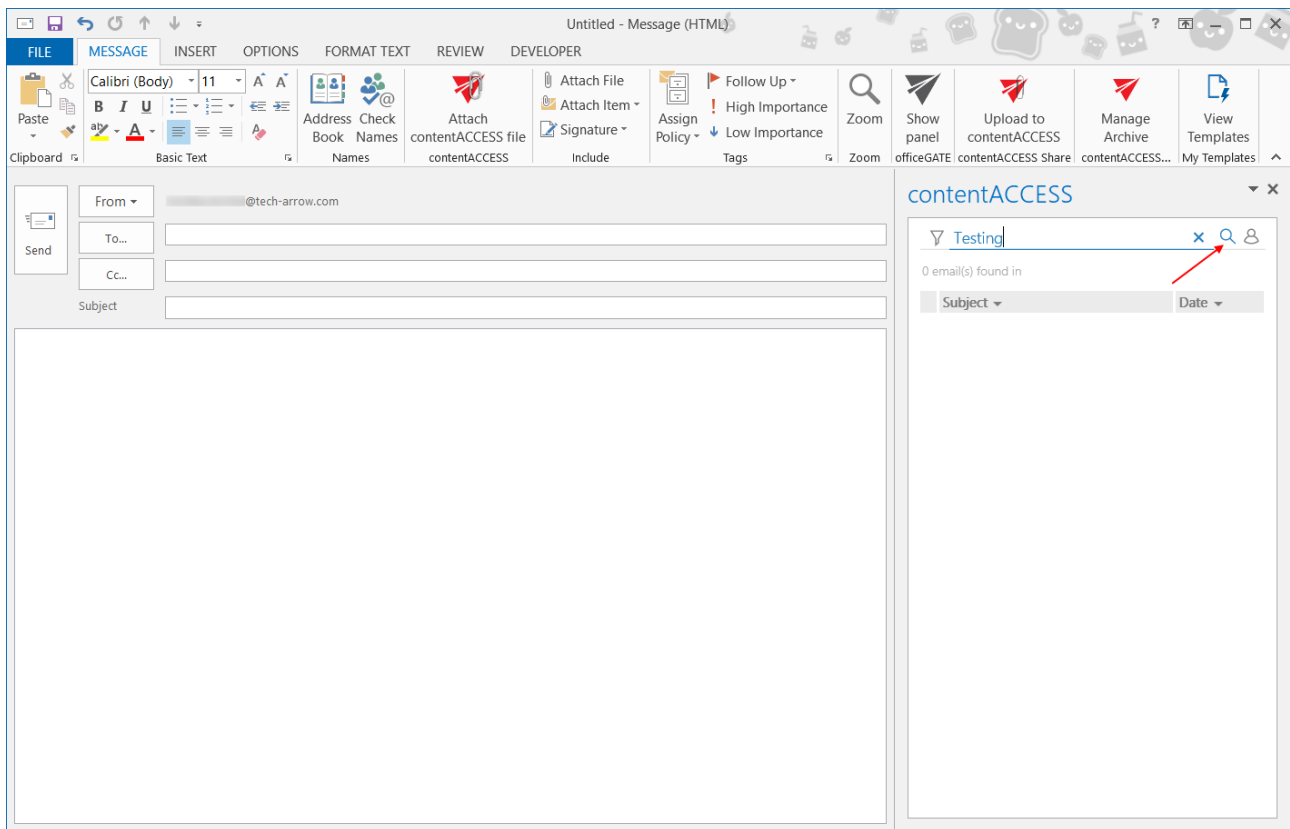 Untitled - Message (HTML)
?
FILE MESSAGE INSERT OPTIONS FORMAT TEXT REVIEW DEVELOPER
Paste
Clipboard
Calibri (Body) 11 A A
B I U
aby A
Basic Text
Address Book
Check Names
Names
Attach contentACCESS file
contentACCESS
Attach File
Attach Item
Signature
Include
Assign Policy
Follow Up
High Importance
Low Importance
Tags
Zoom
Zoom
Show panel
officeGATE
Upload to contentACCESS
contentACCESS Share
Manage Archive
contentACCESS...
View Templates
My Templates
Send
From
@tech-arrow.com
To...
Cc...
Subject
contentACCESS
Testing
0 email(s) found in
Subject Date